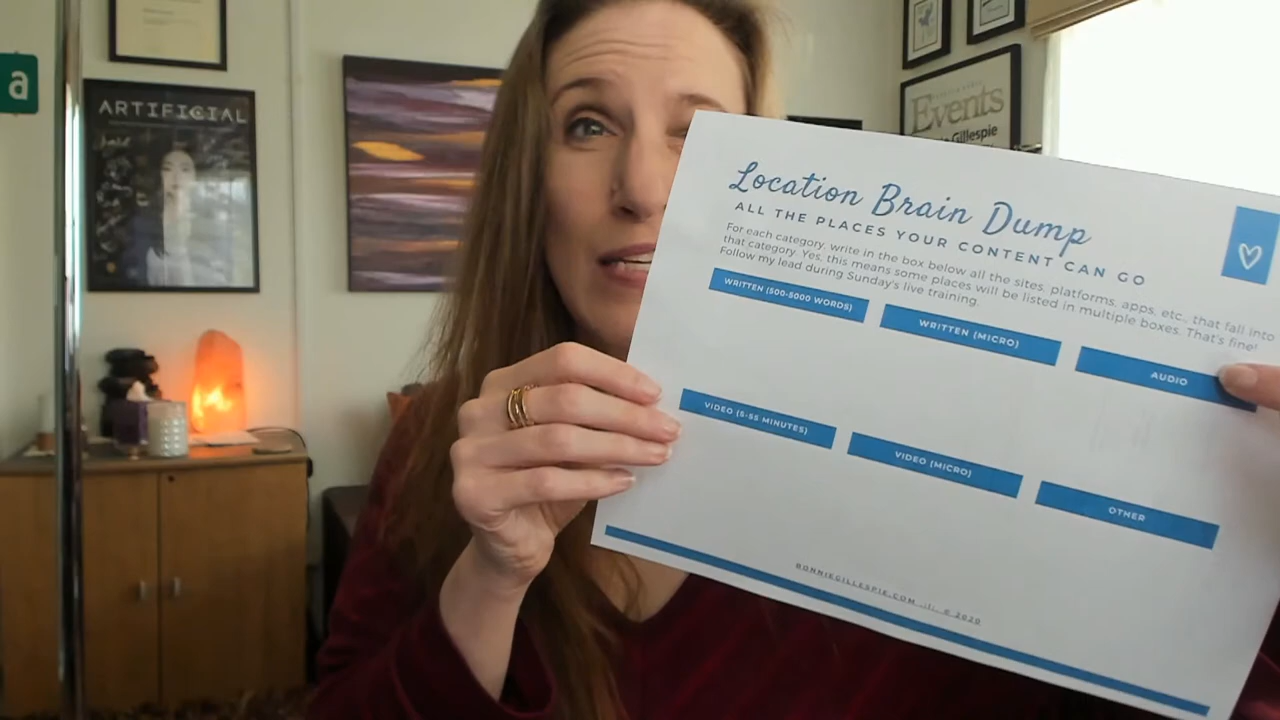 a
ARTIFICIAL
Events
Gillespie
Location Brain Dump
ALL THE PLACES YOUR CONTENT CAN GO
For each category, write in the box below all the sites, platforms, apps, etc., that fall into
that category. Yes, this means some places will be listed in multiple boxes. That's fine!
Follow my lead during Sunday's live training.
WRITTEN (500-5000 WORDS)
WRITTEN (MICRO)
AUDIO
VIDEO (5-55 MINUTES)
VIDEO (MICRO)
OTHER
BONNIEGILLESPIE.COM © 2020